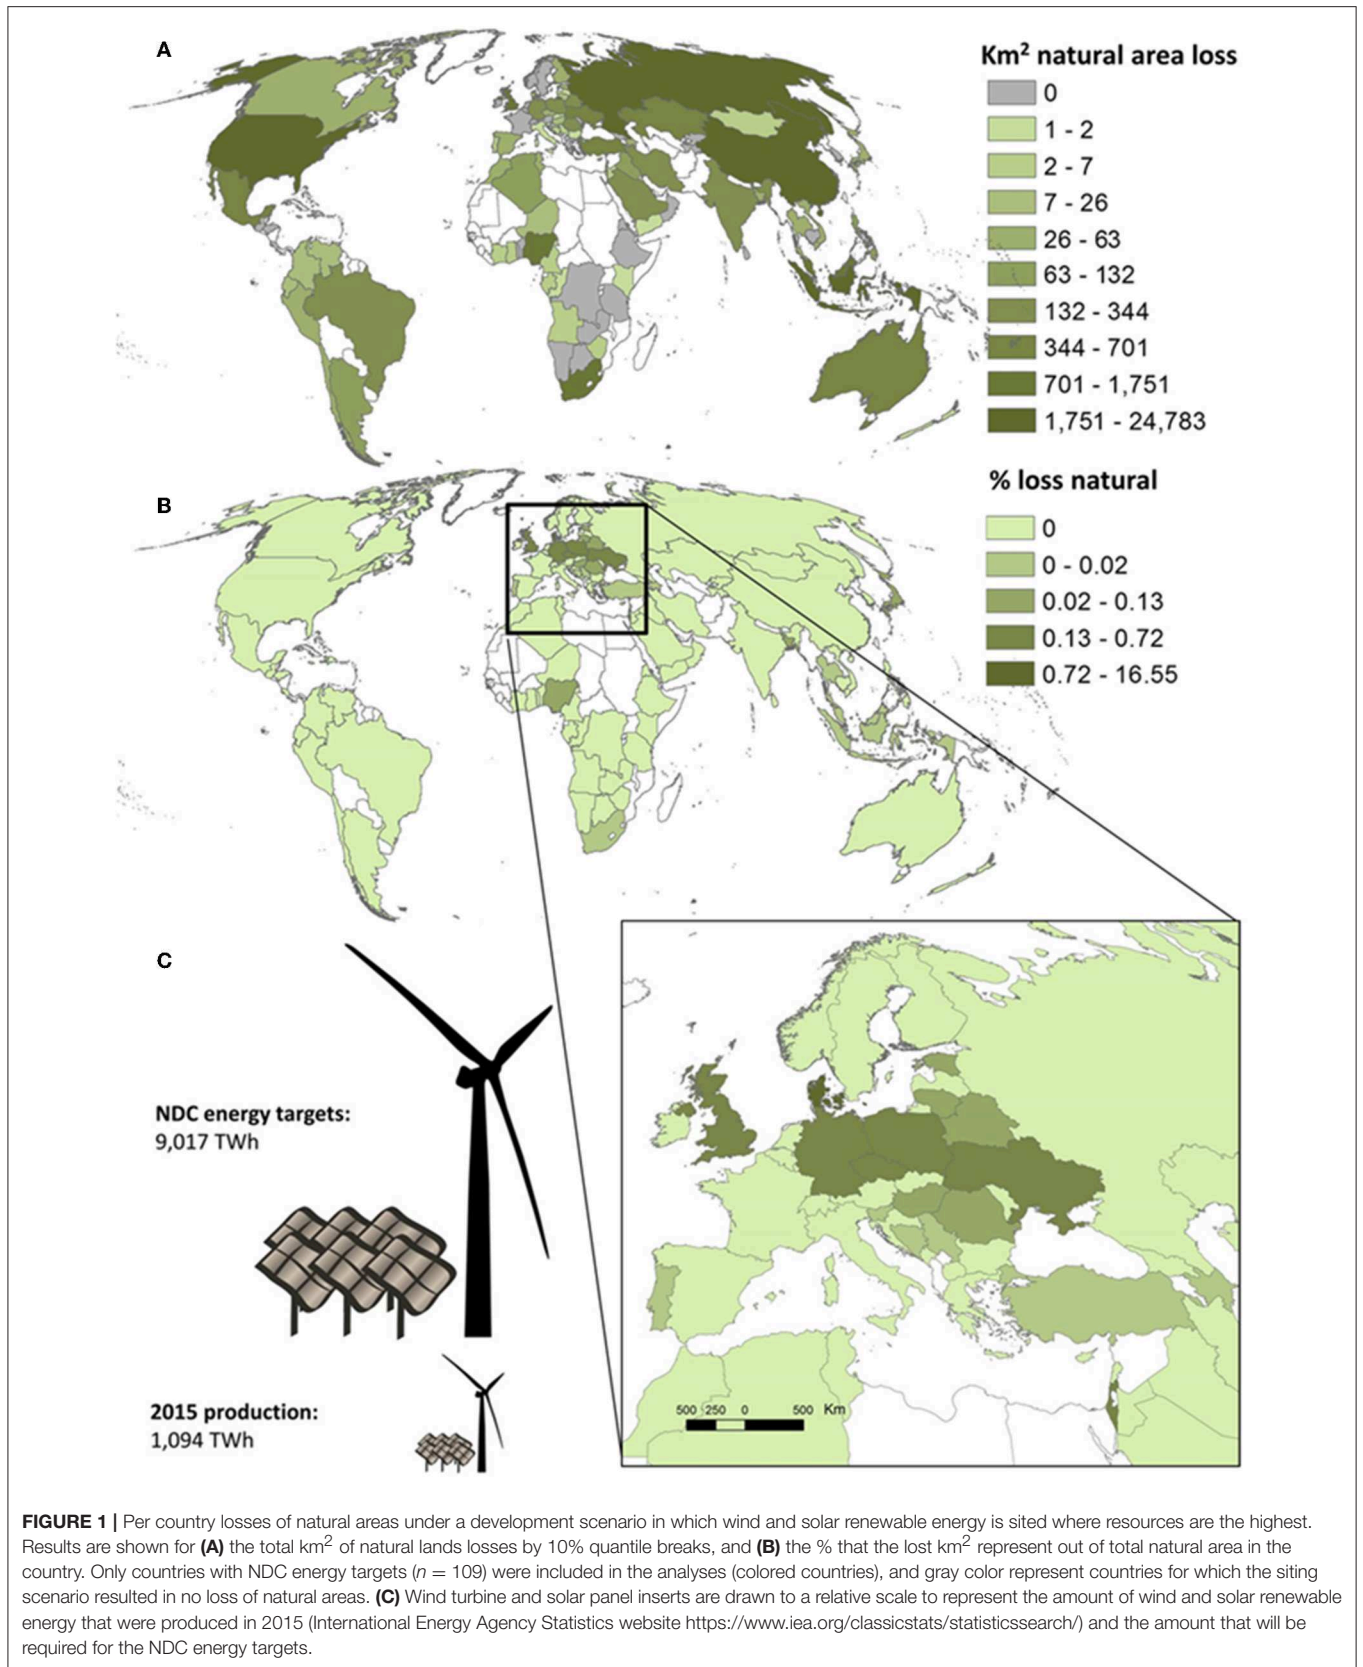 A
Km² natural area loss
0
1 - 2
2 - 7
7 - 26
26 - 63
63 - 132
132 - 344
344 - 701
701 - 1,751
1,751 - 24,783
B
% loss natural
0
0 - 0.02
0.02 - 0.13
0.13 - 0.72
0.72 - 16.55
C
NDC energy targets:
9,017 TWh
2015 production:
1,094 TWh
500 250 0 500 Km
FIGURE 1 | Per country losses of natural areas under a development scenario in which wind and solar renewable energy is sited where resources are the highest.
Results are shown for (A) the total km² of natural lands losses by 10% quantile breaks, and (B) the % that the lost km² represent out of total natural area in the
country. Only countries with NDC energy targets (n = 109) were included in the analyses (colored countries), and gray color represent countries for which the siting
scenario resulted in no loss of natural areas. (C) Wind turbine and solar panel inserts are drawn to a relative scale to represent the amount of wind and solar renewable
energy that were produced in 2015 (International Energy Agency Statistics website https://www.iea.org/classicstats/statisticssearch/) and the amount that will be
required for the NDC energy targets.